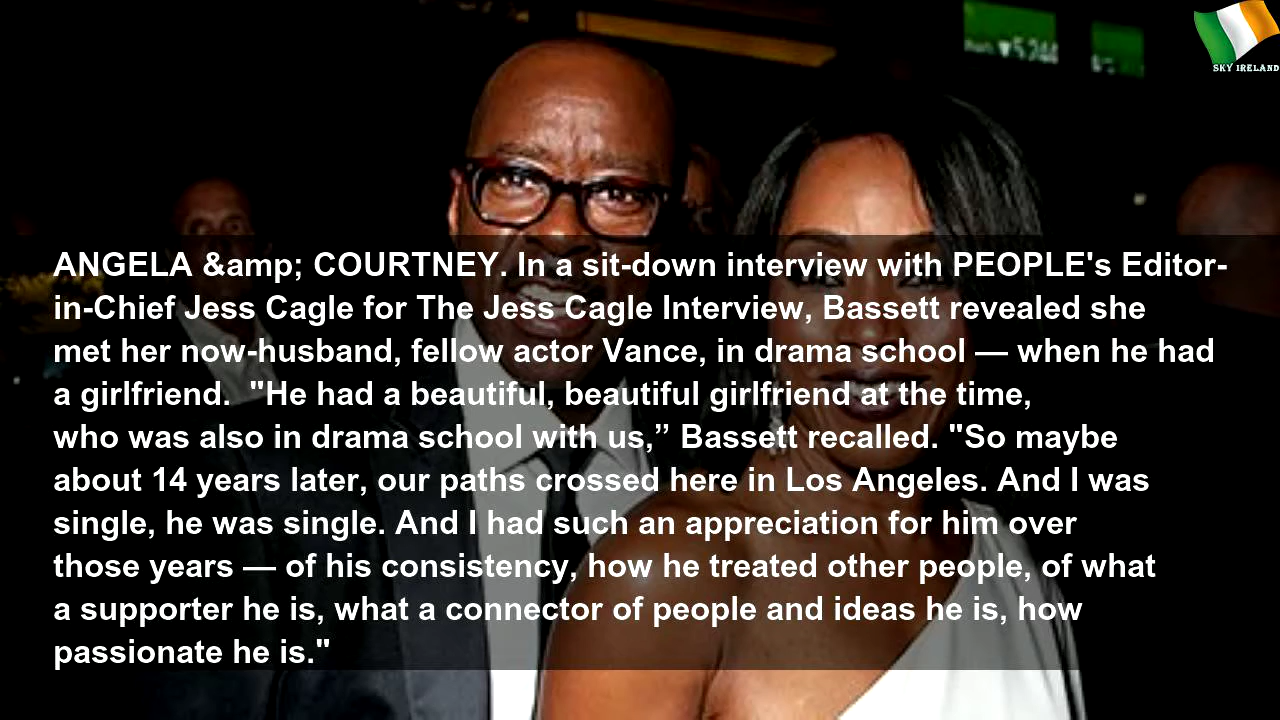 SKY IRELAND
ANGELA &amp; COURTNEY. In a sit-down interview with PEOPLE's Editor-
in-Chief Jess Cagle for The Jess Cagle Interview, Bassett revealed she
met her now-husband, fellow actor Vance, in drama school — when he had
a girlfriend.  "He had a beautiful, beautiful girlfriend at the time,
who was also in drama school with us,” Bassett recalled. "So maybe
about 14 years later, our paths crossed here in Los Angeles. And I was
single, he was single. And I had such an appreciation for him over
those years — of his consistency, how he treated other people, of what
a supporter he is, what a connector of people and ideas he is, how
passionate he is."